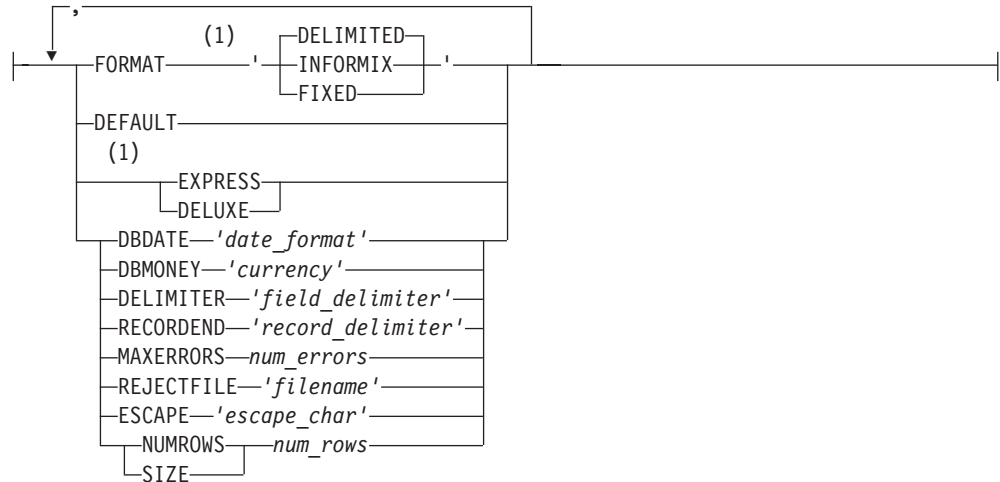 ,
(1)
DELIMITED
FORMAT ' INFORMIX '
FIXED
DEFAULT
(1)
EXPRESS
DELUXE
DBDATE 'date_format'
DBMONEY 'currency'
DELIMITER 'field_delimiter'
RECORDEND 'record_delimiter'
MAXERRORS num_errors
REJECTFILE 'filename'
ESCAPE 'escape_char'
NUMROWS num_rows
SIZE